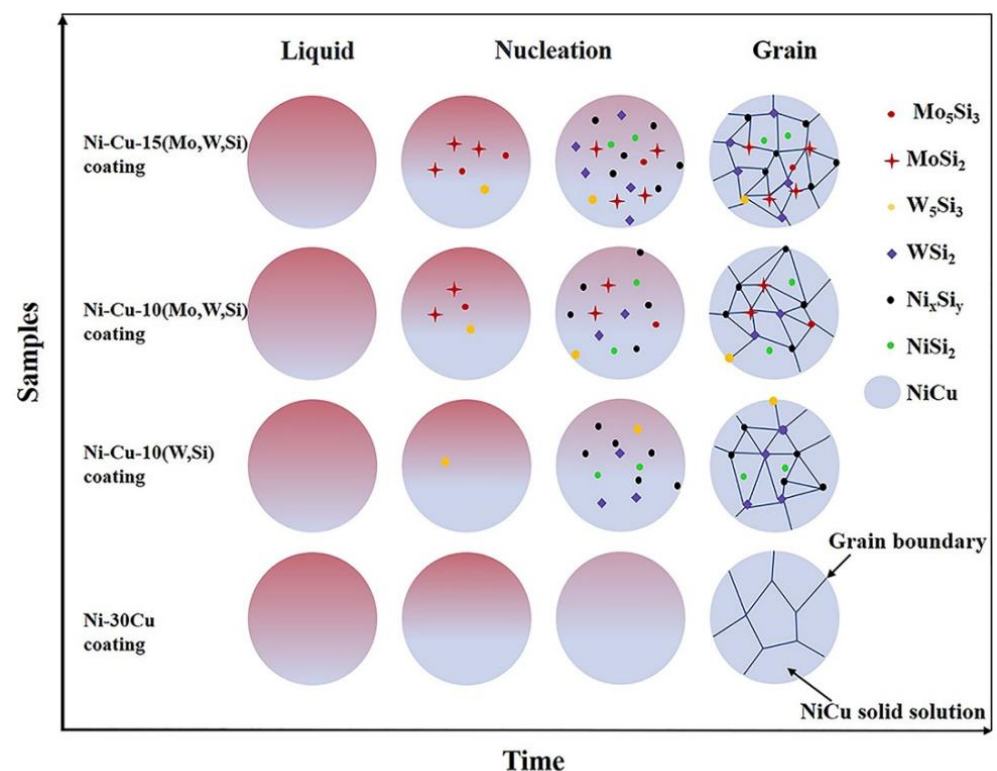 Liquid Nucleation Grain
Ni-Cu-15(Mo,W,Si)
coating
Ni-Cu-10(Mo,W,Si)
coating
Ni-Cu-10(W,Si)
coating
Ni-30Cu
coating
Mo₅Si₃
MoSi₂
W₅Si₃
WSi₂
NiₓSiᵧ
NiSi₂
NiCu
Grain boundary
NiCu solid solution
Samples
Time